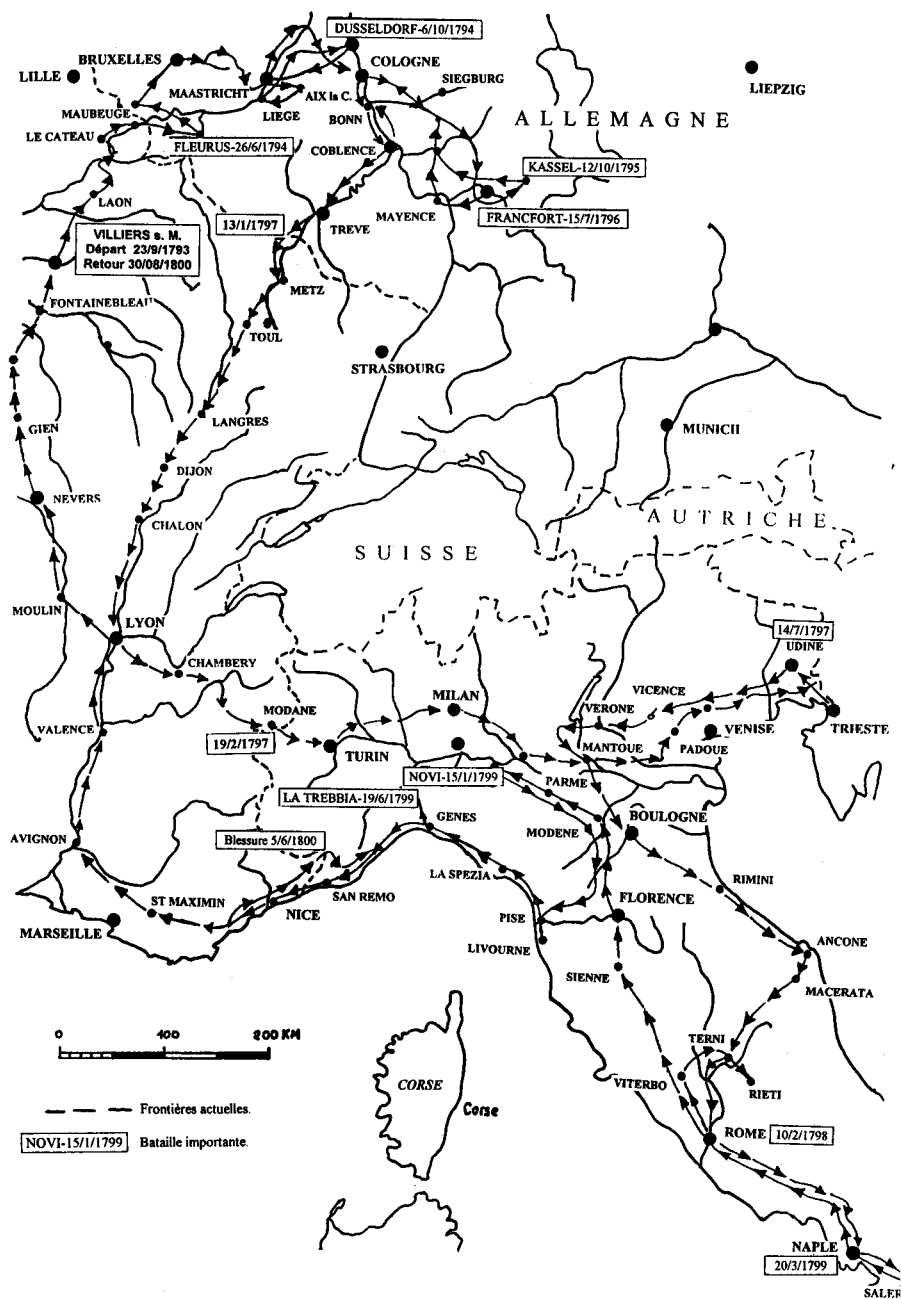 DUSSELDORF-6/10/1794
BRUXELLES
LILLE
COLOGNE
SIEGBURG
LIEPZIG
MAASTRICHT
AIX la C.
MAUBEUGE
LIEGE
BONN
ALLEMAGNE
LE CATEAU
FLEURUS-26/6/1794
COBLENCE
KASSEL-12/10/1795
LAON
MAYENCE
FRANCFORT-15/7/1796
13/1/1797
TREVE
VILLIERS s. M.
Départ 23/9/1793
Retour 30/08/1800
METZ
FONTAINEBLEAU
TOUL
STRASBOURG
LANGRES
GIEN
MUNICH
DIJON
NEVERS
CHALON
AUTRICHE
SUISSE
MOULIN
LYON
14/7/1797
UDINE
CHAMBERY
VICENCE
MILAN
MODANE
VERONE
VALENCE
VENISE
TRIESTE
19/2/1797
TURIN
MANTOUE
PADOUE
NOVI-15/1/1799
PARME
LA TREBBIA-19/6/1799
GENES
BOULOGNE
AVIGNON
Blessure 5/6/1800
MODENE
LA SPEZIA
RIMINI
SAN REMO
ST MAXIMIN
NICE
FLORENCE
MARSEILLE
PISE
LIVOURNE
ANCONE
SIENNE
MACERATA
0 100 200 KM
TERNI
CORSE
Corse
VITERBO
RIETI
Frontières actuelles.
NOVI-15/1/1799 Bataille importante.
ROME 10/2/1798
NAPLE
20/3/1799
SALER